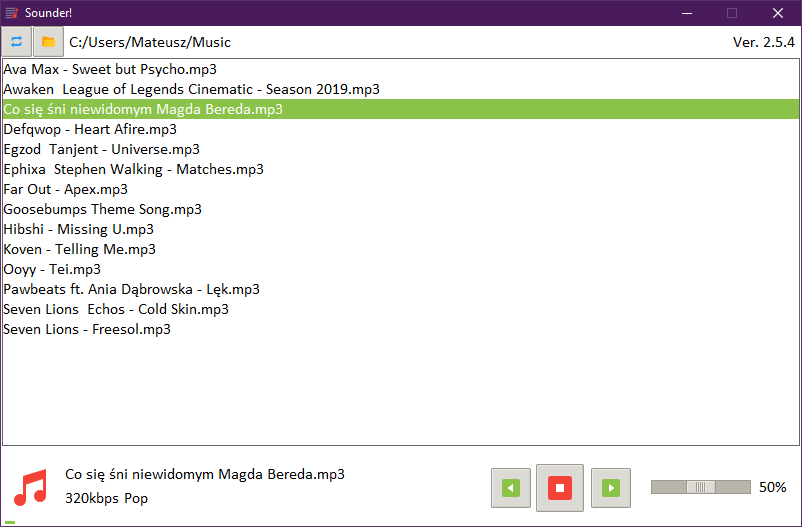 Sounder!
C:/Users/Mateusz/Music
Ver. 2.5.4
Ava Max - Sweet but Psycho.mp3
Awaken  League of Legends Cinematic - Season 2019.mp3
Co się śni niewidomym Magda Bereda.mp3
Defqwop - Heart Afire.mp3
Egzod  Tanjent - Universe.mp3
Ephixa  Stephen Walking - Matches.mp3
Far Out - Apex.mp3
Goosebumps Theme Song.mp3
Hibshi - Missing U.mp3
Koven - Telling Me.mp3
Ooyy - Tei.mp3
Pawbeats ft. Ania Dąbrowska - Lęk.mp3
Seven Lions  Echos - Cold Skin.mp3
Seven Lions - Freesol.mp3
Co się śni niewidomym Magda Bereda.mp3
320kbps Pop
50%